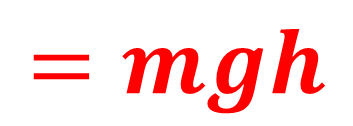 = mgh